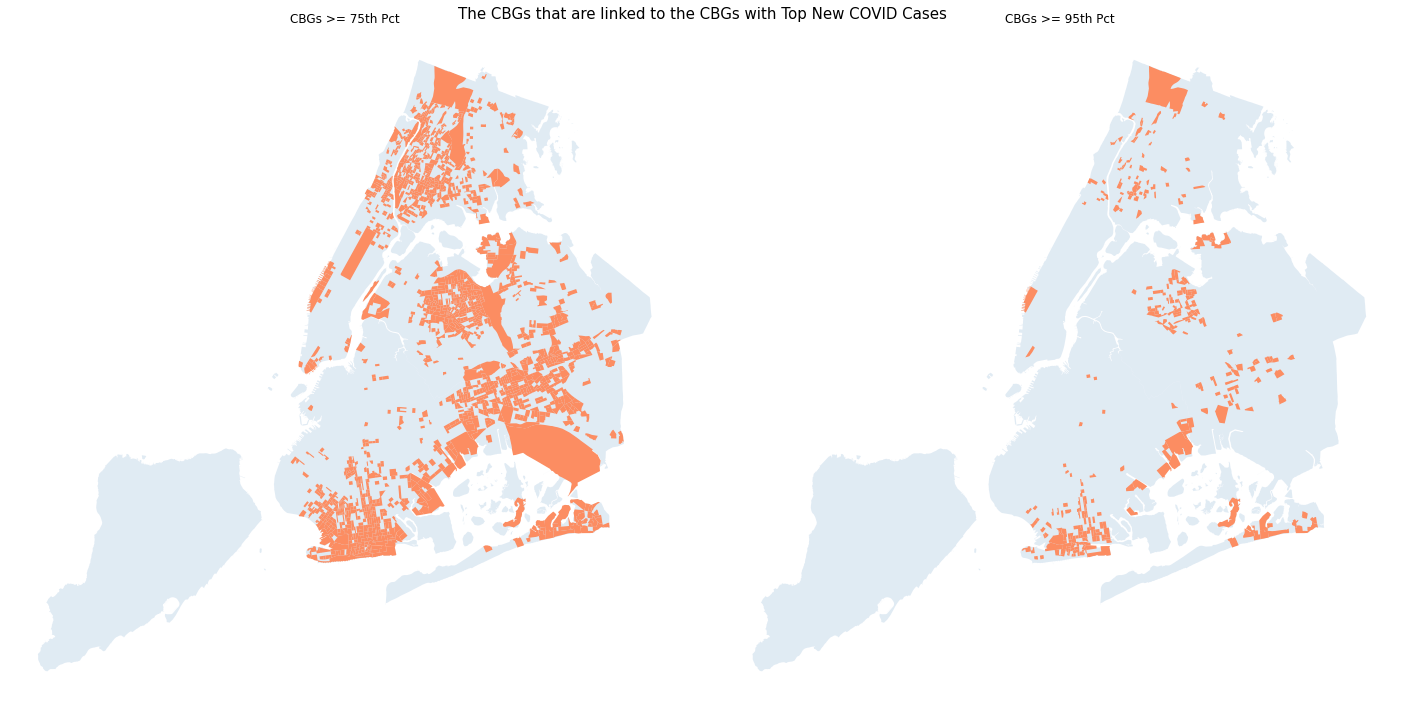 The CBGs that are linked to the CBGs with Top New COVID Cases
CBGs >= 75th Pct
CBGs >= 95th Pct